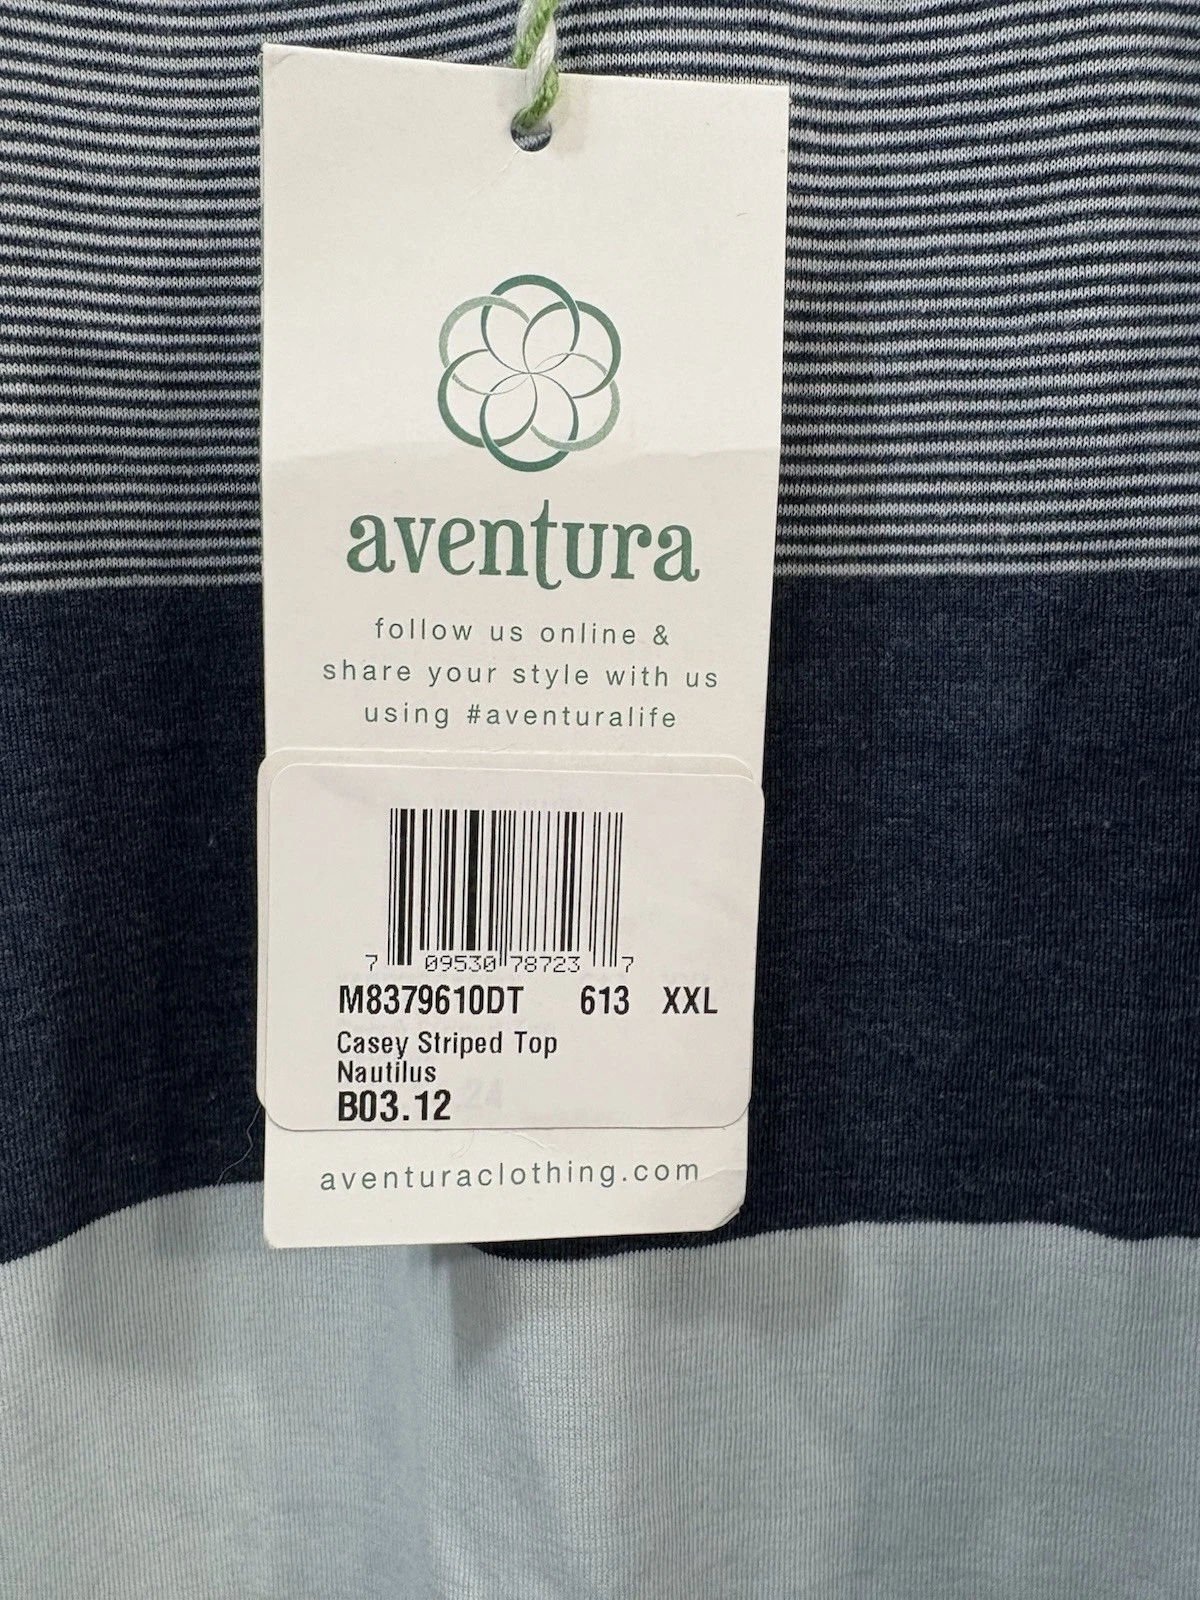 aventura
follow us online &
share your style with us
using #aventuralife
7 09530 78723 7
M8379610DT 613 XXL
Casey Striped Top
Nautilus
B03.12
aventuraclothing.com